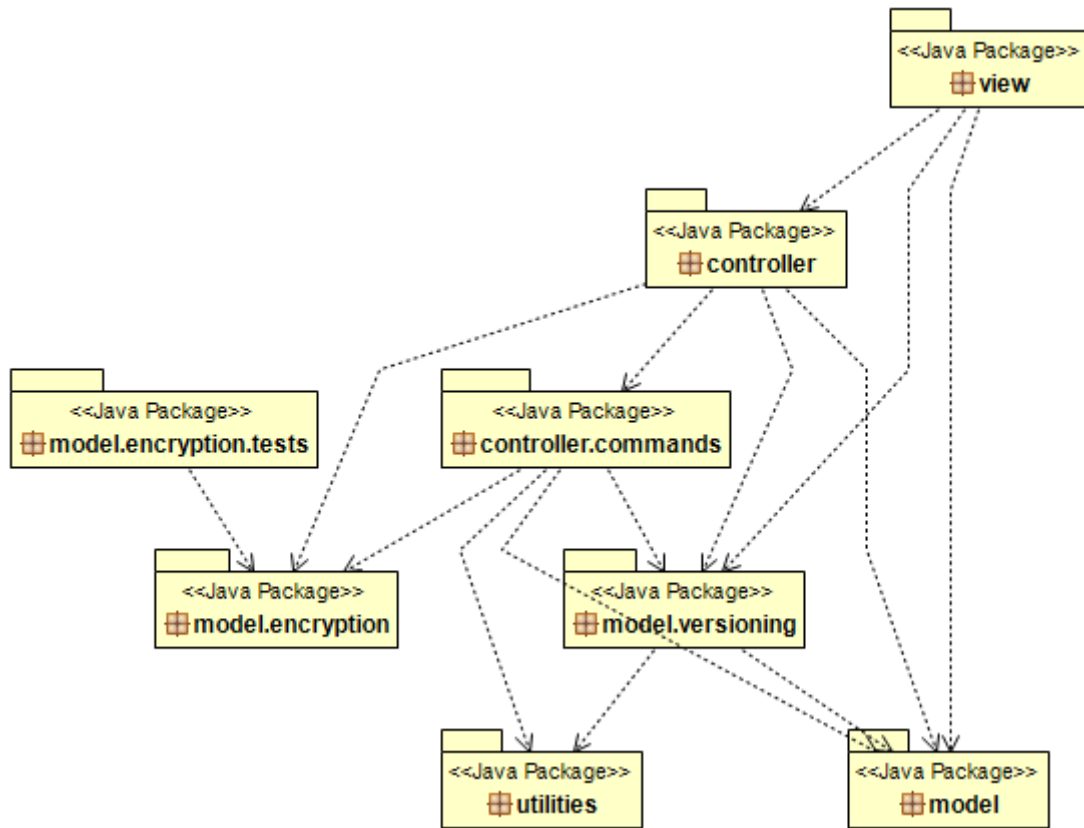 <<Java Package>>
view
<<Java Package>>
controller
<<Java Package>>
model.encryption.tests
<<Java Package>>
controller.commands
<<Java Package>>
model.encryption
<<Java Package>>
model.versioning
<<Java Package>>
utilities
<<Java Package>>
model